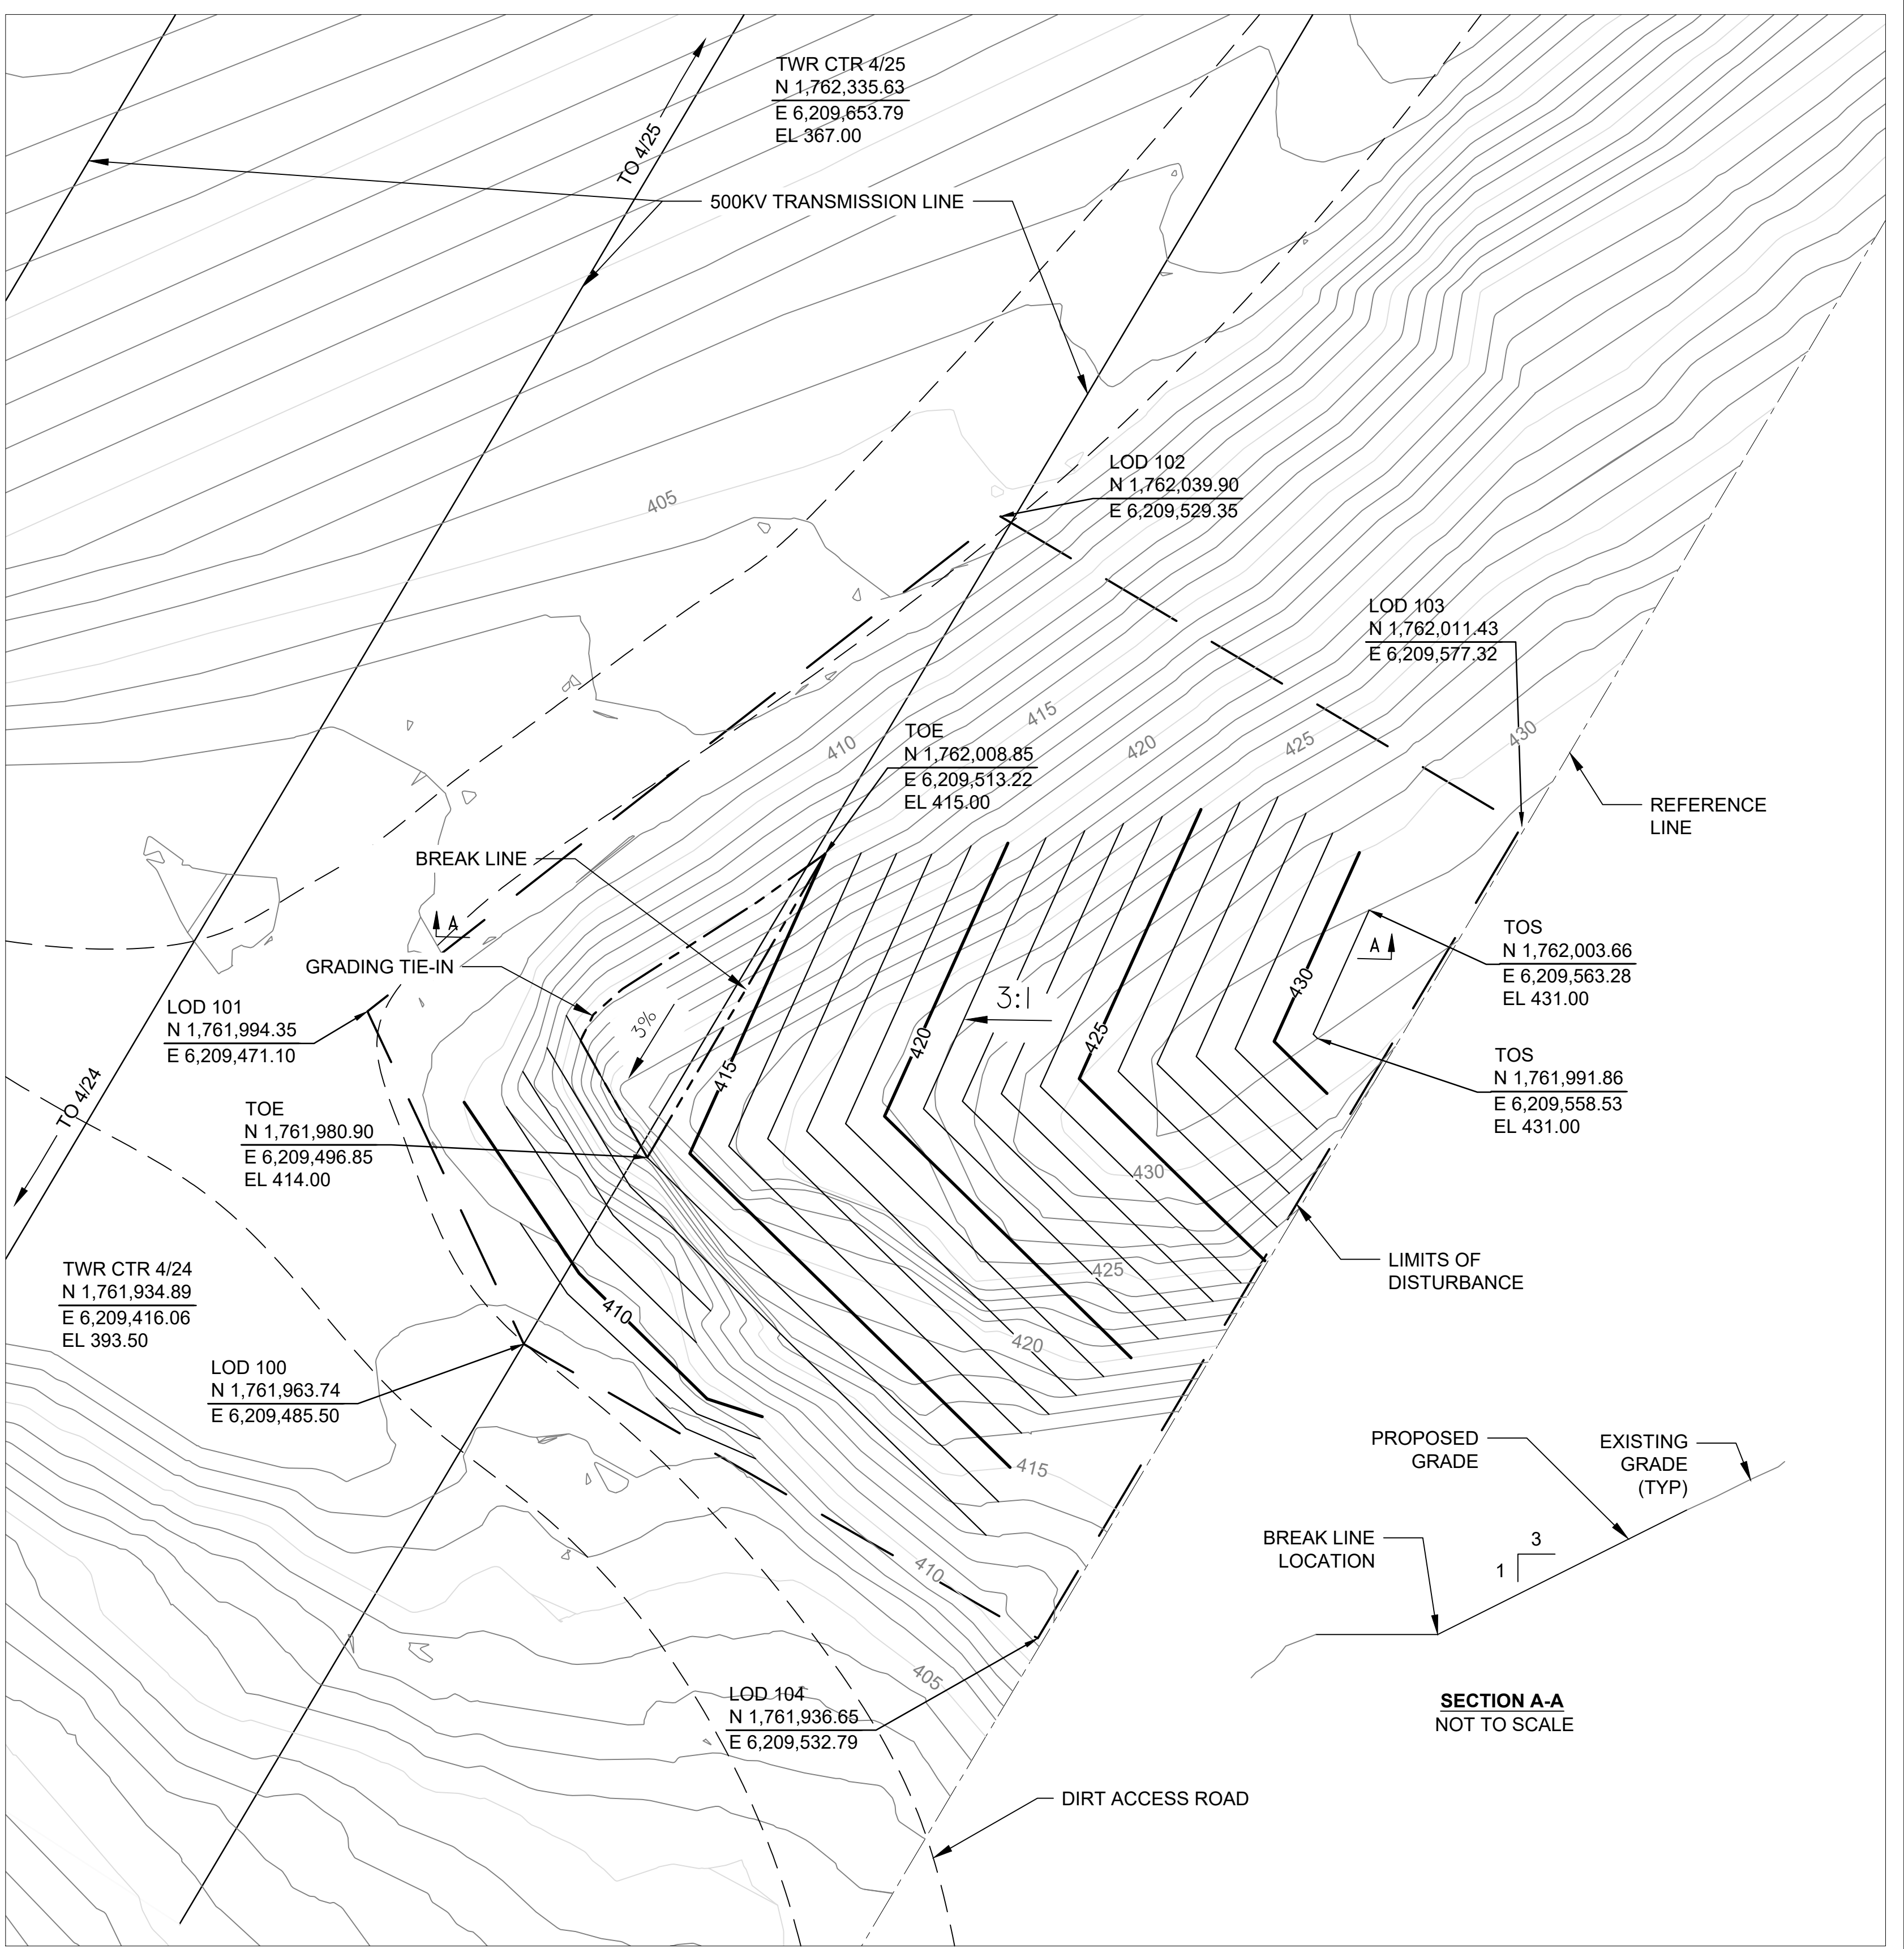 TWR CTR 4/25
N 1,762,335.63
E 6,209,653.79
EL 367.00
TO 4/25
500KV TRANSMISSION LINE
405
LOD 102
N 1,762,039.90
E 6,209,529.35
LOD 103
N 1,762,011.43
E 6,209,577.32
410
415
420
425
430
TOE
N 1,762,008.85
E 6,209,513.22
EL 415.00
REFERENCE
LINE
BREAK LINE
A
GRADING TIE-IN
A
TOS
N 1,762,003.66
E 6,209,563.28
EL 431.00
LOD 101
N 1,761,994.35
E 6,209,471.10
3%
3:1
430
420
425
415
TOS
N 1,761,991.86
E 6,209,558.53
EL 431.00
TO 4/24
TOE
N 1,761,980.90
E 6,209,496.85
EL 414.00
430
TWR CTR 4/24
N 1,761,934.89
E 6,209,416.06
EL 393.50
425
LIMITS OF
DISTURBANCE
410
420
LOD 100
N 1,761,963.74
E 6,209,485.50
415
PROPOSED
GRADE
EXISTING
GRADE
(TYP)
BREAK LINE
LOCATION
3
1
410
405
LOD 104
N 1,761,936.65
E 6,209,532.79
SECTION A-A
NOT TO SCALE
DIRT ACCESS ROAD